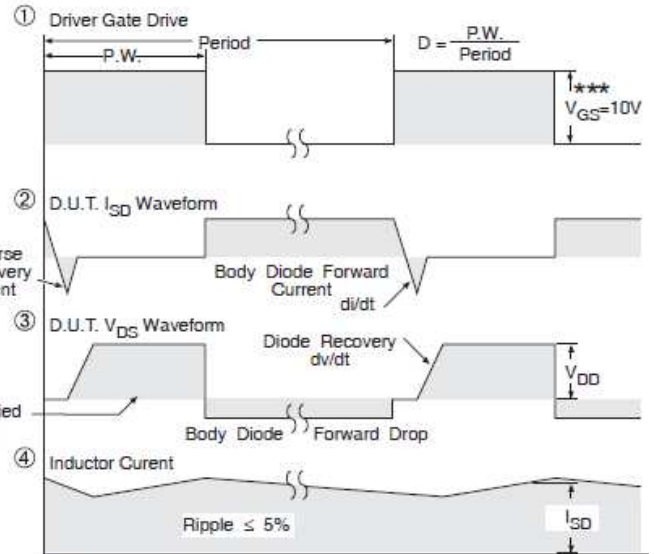 ① Driver Gate Drive
Period
P.W.
D = P.W. / Period
***
VGS=10V
② D.U.T. ISD Waveform
Body Diode Forward
Current
di/dt
③ D.U.T. VDS Waveform
Diode Recovery
dv/dt
VDD
Body Diode Forward Drop
④ Inductor Curent
Ripple ≤ 5%
ISD